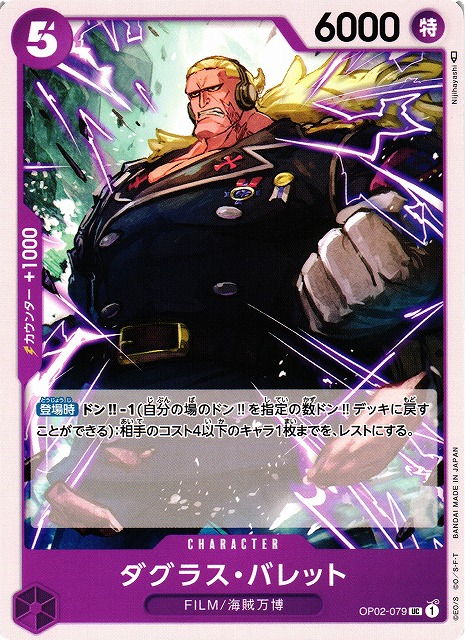 5
6000
特
Nijihayashi
カウンター +1000
登場時 ドン!!-1(自分の場のドン!!を指定の数ドン!!デッキに戻す
ことができる):相手のコスト4以下のキャラ1枚までを、レストにする。
CHARACTER
ダグラス・バレット
FILM/海賊万博
OP02-079 UC 1
©E.O/S ©O./S・F・T BANDAI MADE IN JAPAN